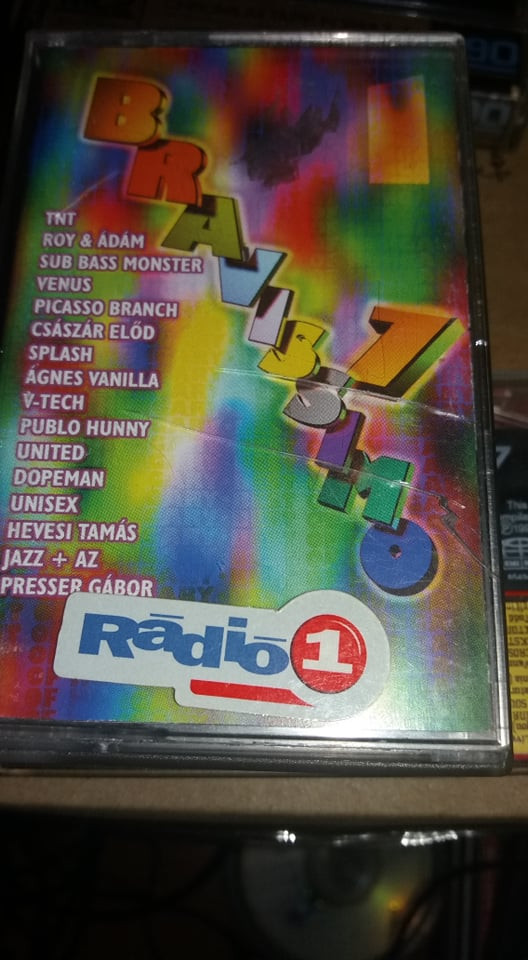 BRAVISSIMO
7
TNT
ROY & ÁDÁM
SUB BASS MONSTER
VENUS
PICASSO BRANCH
CSÁSZÁR ELŐD
SPLASH
ÁGNES VANILLA
V-TECH
PUBLO HUNNY
UNITED
DOPEMAN
UNISEX
HEVESI TAMÁS
JAZZ + AZ
PRESSER GÁBOR
Rádió 1
90